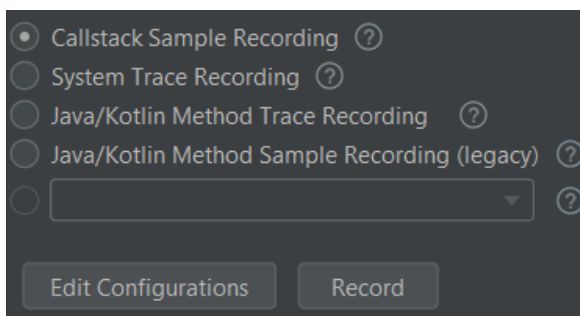 Callstack Sample Recording ?
System Trace Recording ?
Java/Kotlin Method Trace Recording ?
Java/Kotlin Method Sample Recording (legacy) ?
?
Edit Configurations Record